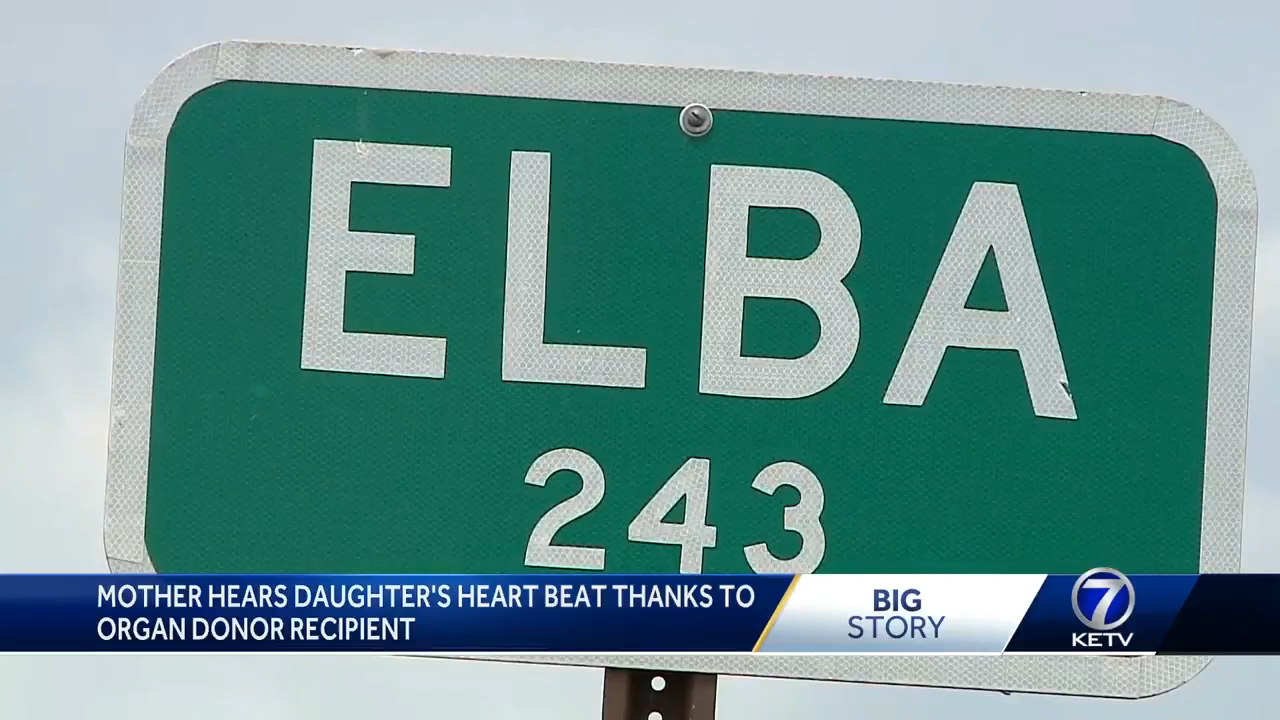 ELBA
243
MOTHER HEARS DAUGHTER'S HEART BEAT THANKS TO
ORGAN DONOR RECIPIENT
BIG
STORY
7
KETV